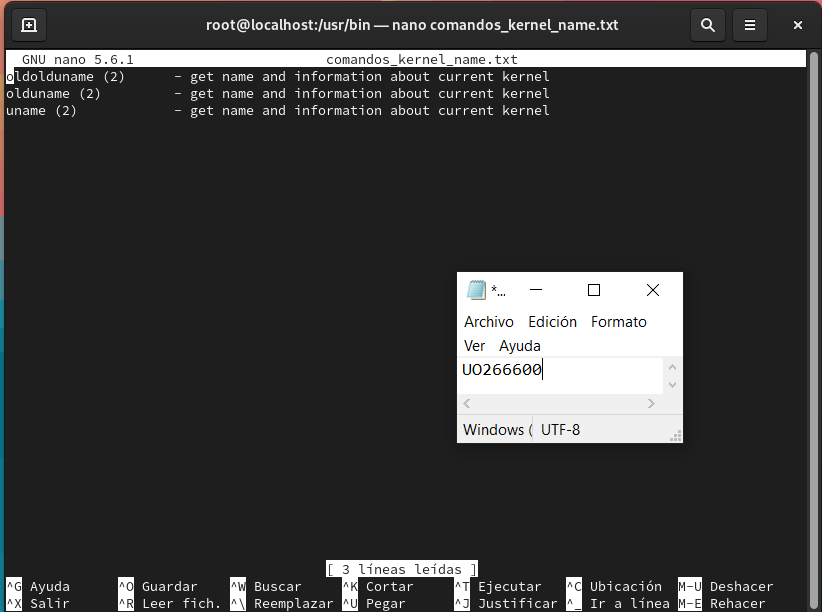 root@localhost:/usr/bin — nano comandos_kernel_name.txt
GNU nano 5.6.1 comandos_kernel_name.txt
oldolduname (2) - get name and information about current kernel
olduname (2) - get name and information about current kernel
uname (2) - get name and information about current kernel
*...
Archivo Edición Formato
Ver Ayuda
UO266600
Windows ( UTF-8
[ 3 líneas leídas ]
^G Ayuda ^O Guardar ^W Buscar ^K Cortar ^T Ejecutar ^C Ubicación M-U Deshacer
^X Salir ^R Leer fich. ^\ Reemplazar ^U Pegar ^J Justificar ^_ Ir a línea M-E Rehacer